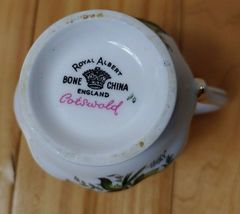 ROYAL ALBERT
BONE CHINA
ENGLAND
Cotswold